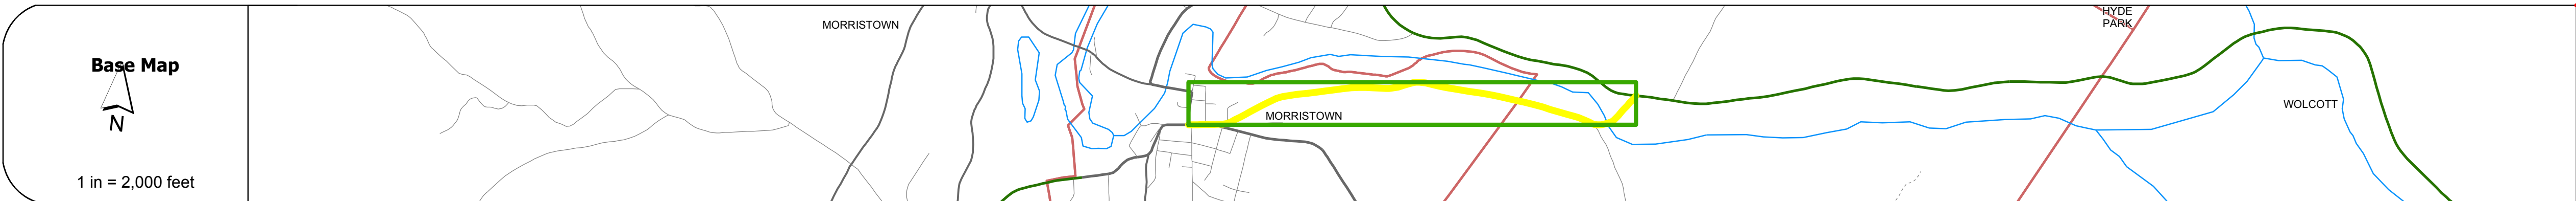 Base Map
N
1 in = 2,000 feet
MORRISTOWN
MORRISTOWN
HYDE
PARK
WOLCOTT